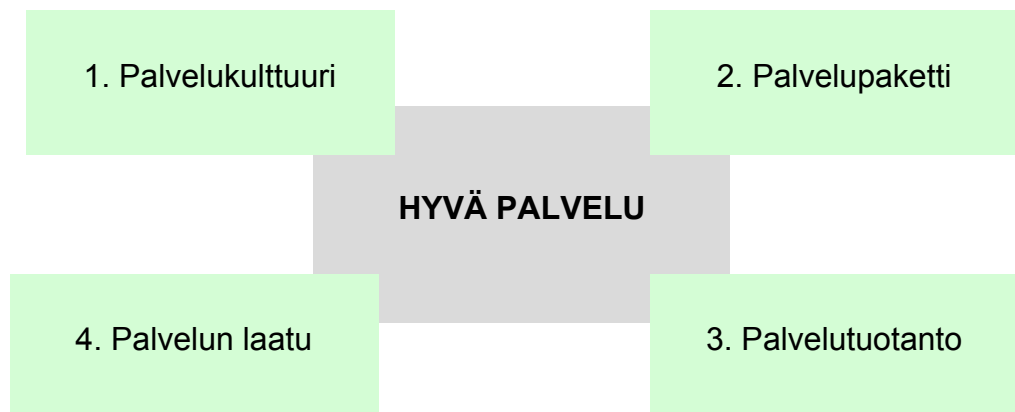 1. Palvelukulttuuri
2. Palvelupaketti
HYVÄ PALVELU
4. Palvelun laatu
3. Palvelutuotanto